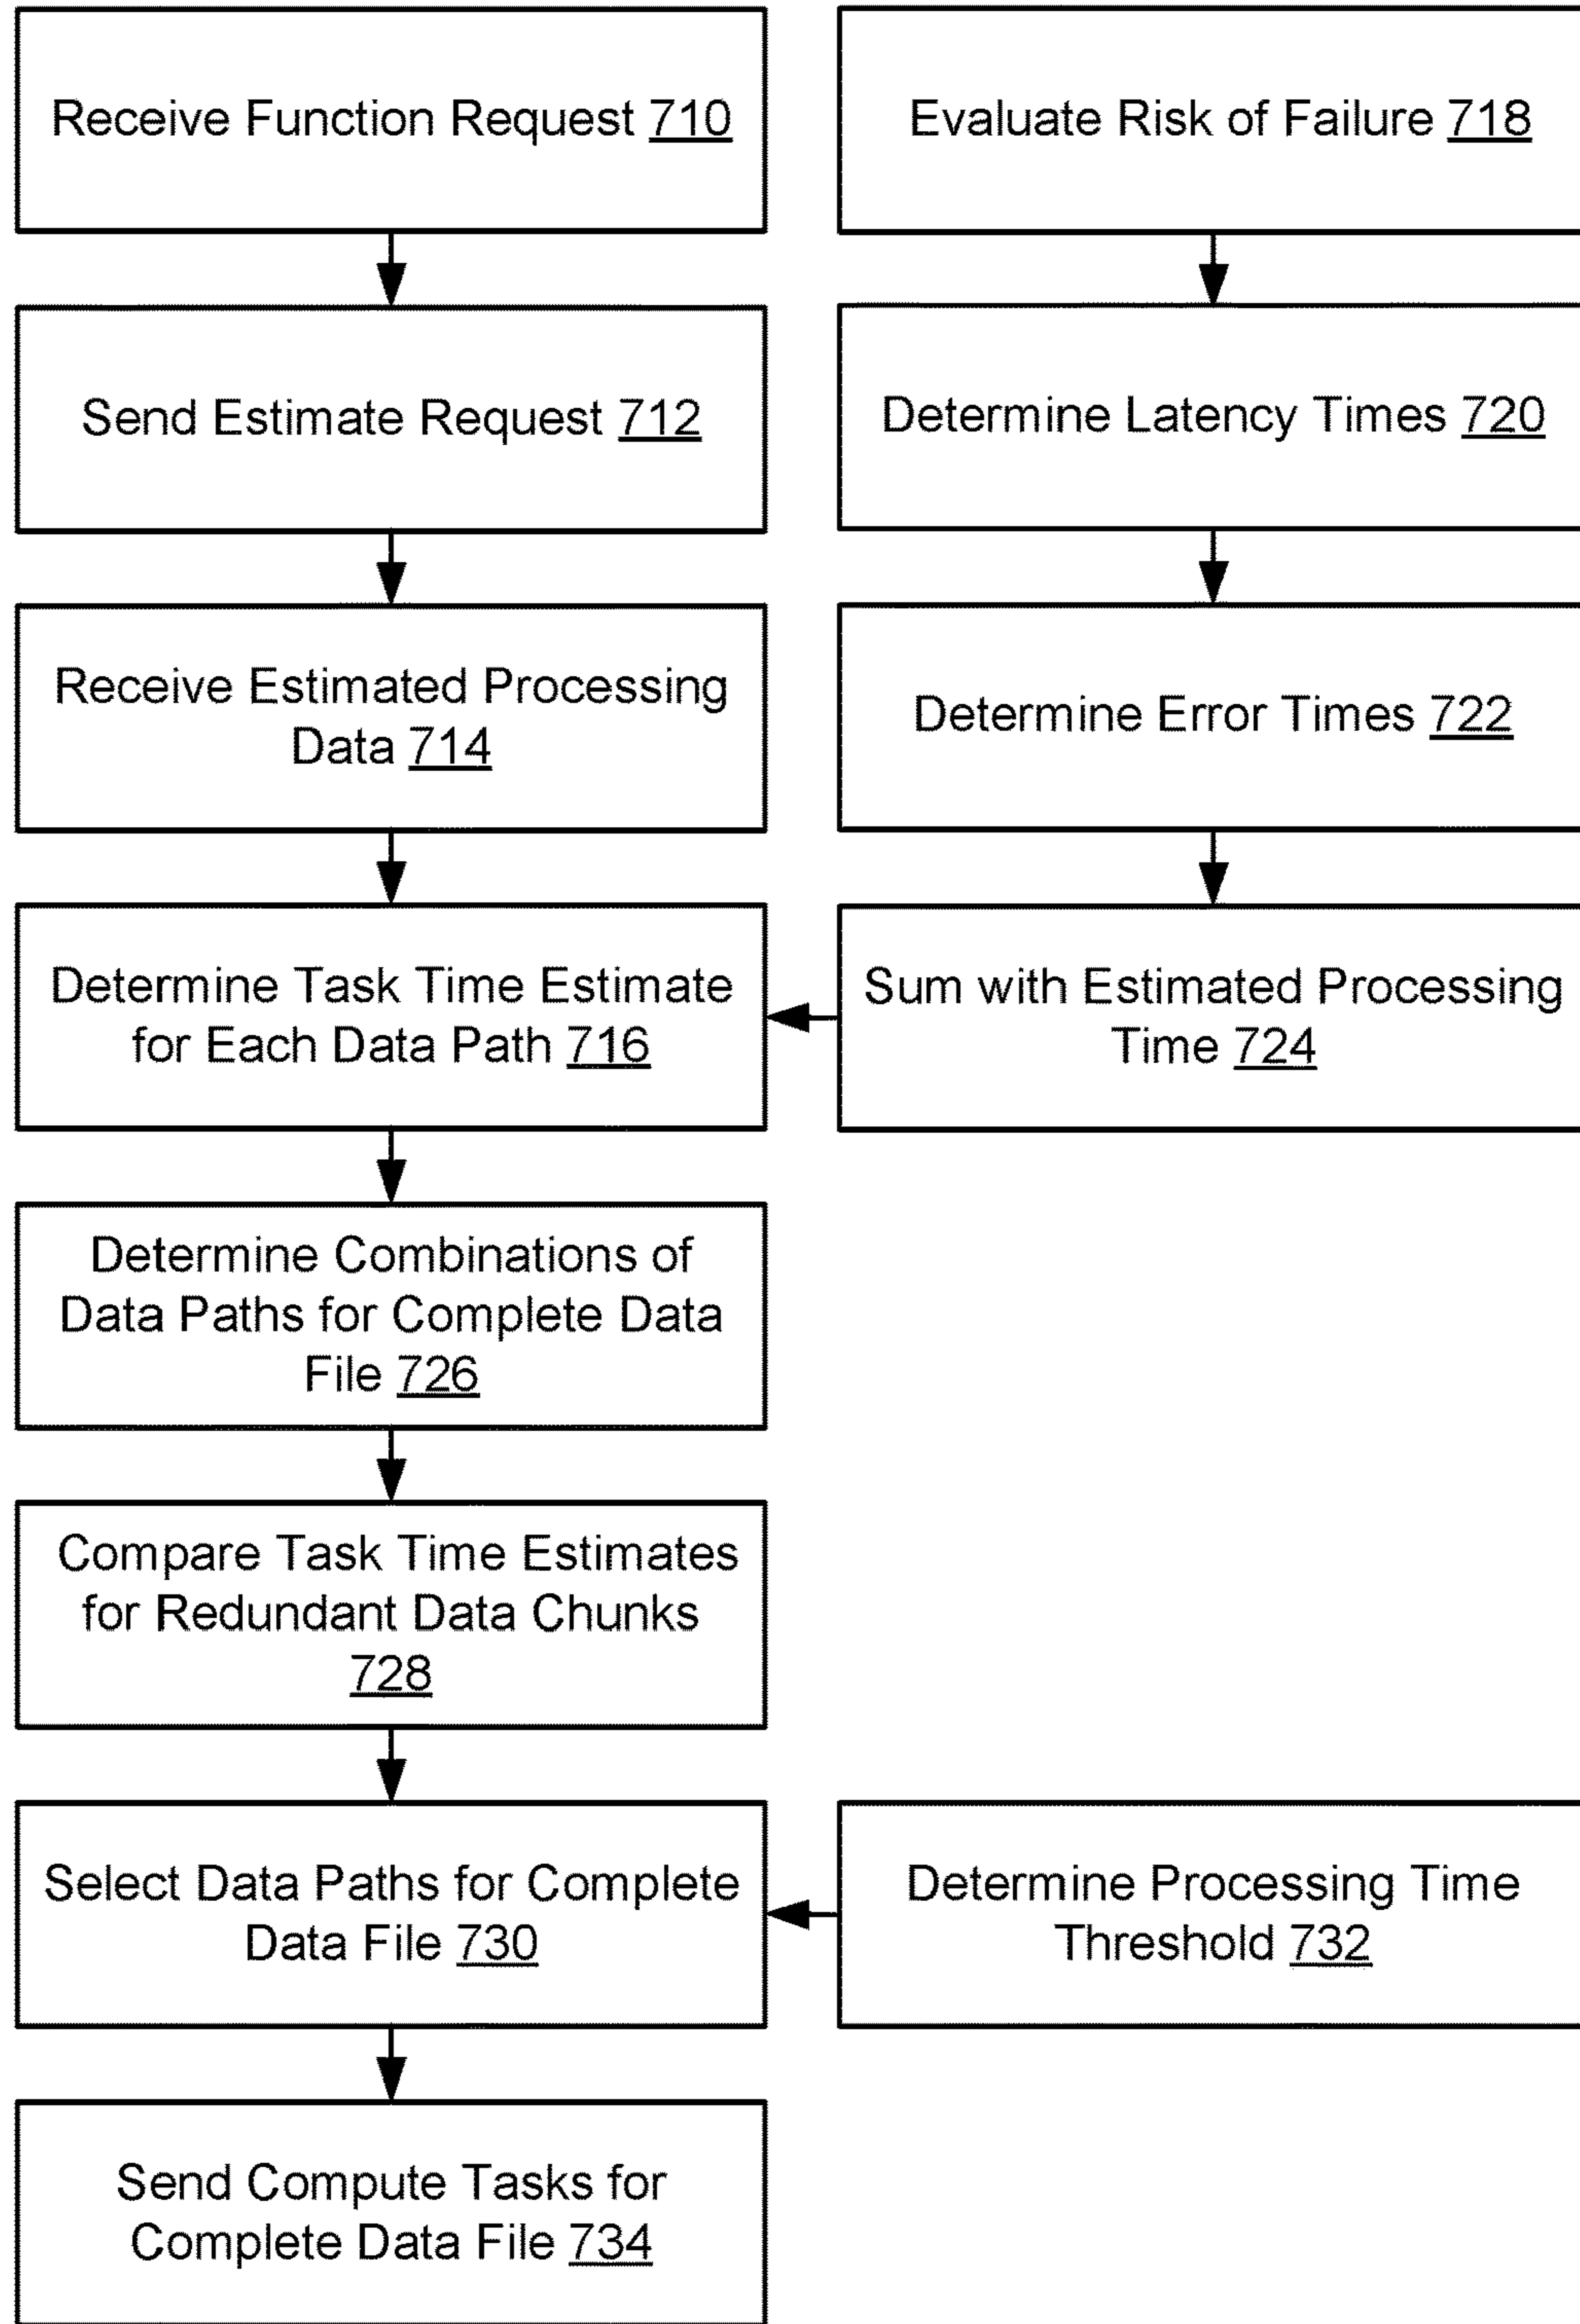 Receive Function Request 710
Evaluate Risk of Failure 718
Send Estimate Request 712
Determine Latency Times 720
Receive Estimated Processing
Data 714
Determine Error Times 722
Determine Task Time Estimate
for Each Data Path 716
Sum with Estimated Processing
Time 724
Determine Combinations of
Data Paths for Complete Data
File 726
Compare Task Time Estimates
for Redundant Data Chunks
728
Select Data Paths for Complete
Data File 730
Determine Processing Time
Threshold 732
Send Compute Tasks for
Complete Data File 734